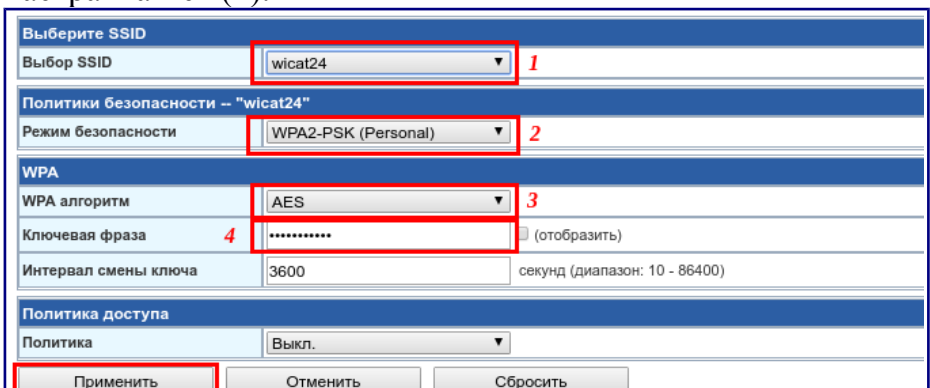 Выберите SSID
Выбор SSID wicat24 1
Политики безопасности -- "wicat24"
Режим безопасности WPA2-PSK (Personal) 2
WPA
WPA алгоритм AES 3
Ключевая фраза 4 ••••••••••• (отобразить)
Интервал смены ключа 3600 секунд (диапазон: 10 - 86400)
Политика доступа
Политика Выкл.
Применить Отменить Сбросить